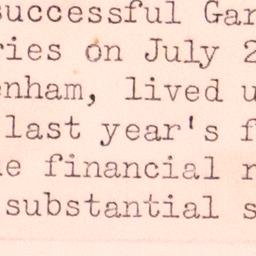 successful Gar
ries on July 2
enham, lived u
last year's f
e financial r
substantial s